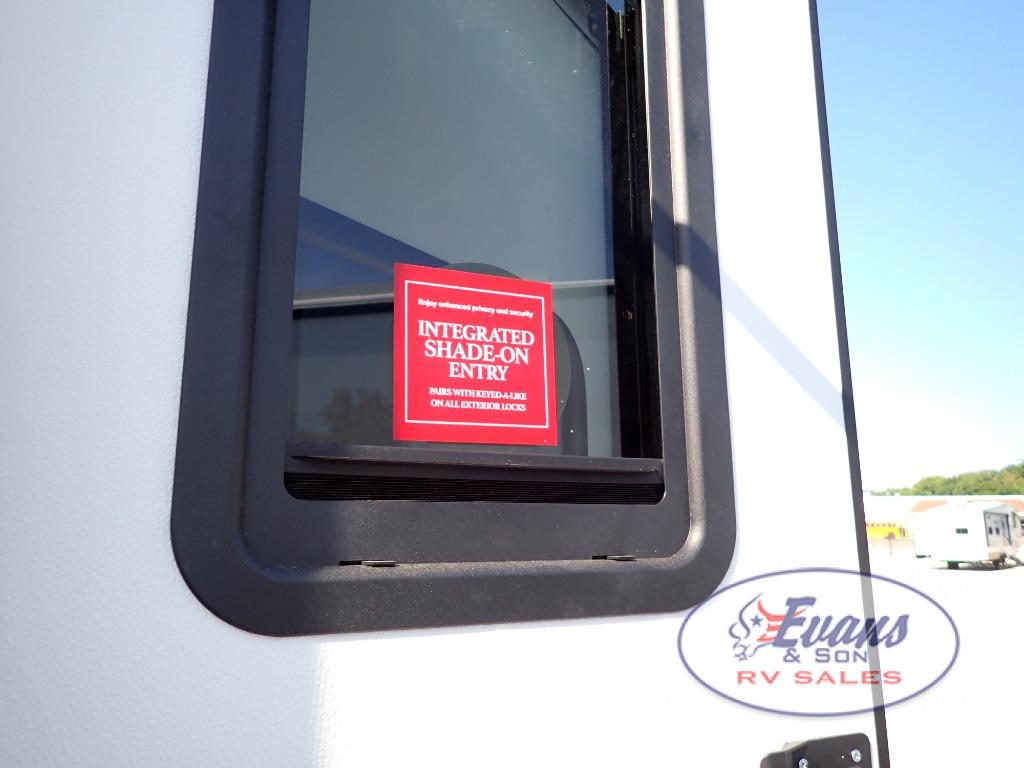 Enjoy enhanced privacy and security
INTEGRATED
SHADE-ON
ENTRY
PAIRS WITH KEYED-A-LIKE
ON ALL EXTERIOR LOCKS
Evans
& SON
RV SALES